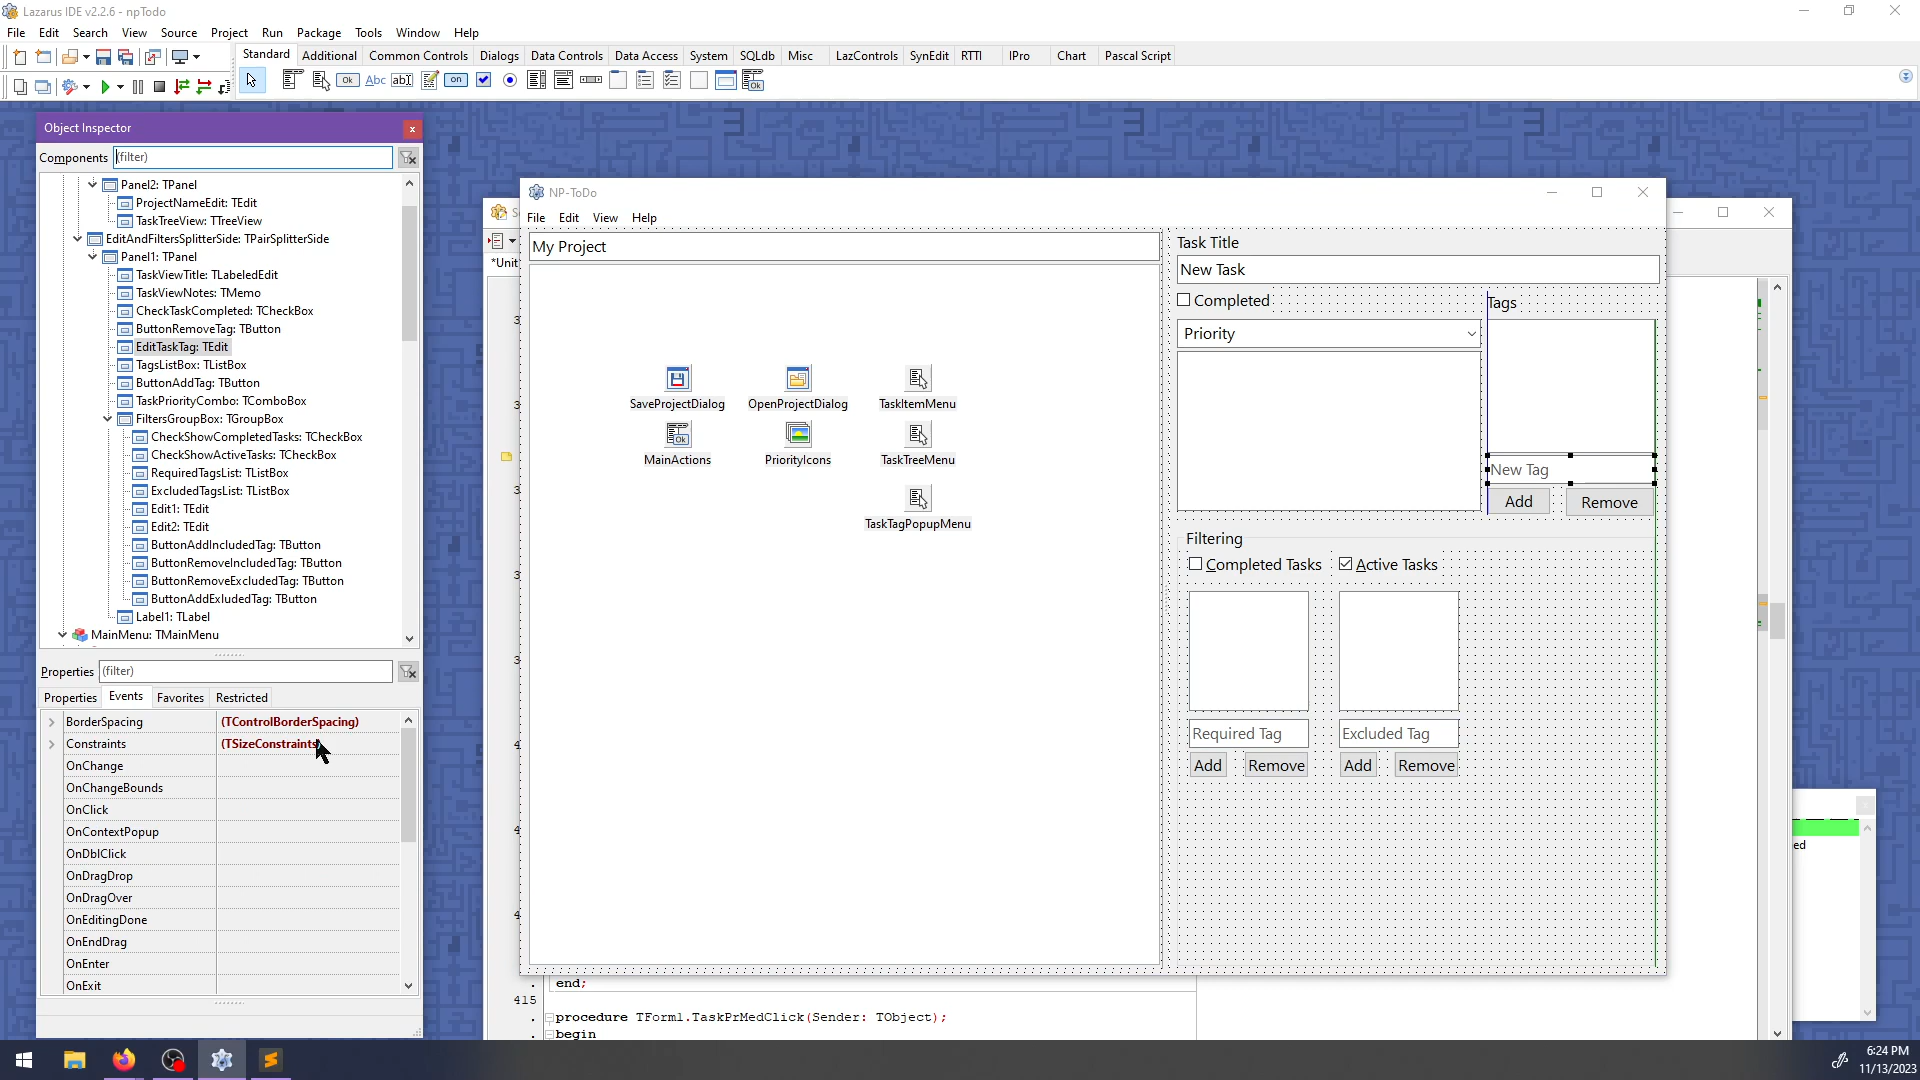 Lazarus IDE v2.2.6 - npTodo
File Edit Search View Source Project Run Package Tools Window Help
Standard Additional Common Controls Dialogs Data Controls Data Access System SQLdb Misc LazControls SynEdit RTTI IPro Chart Pascal Script
Ok Abc abI on
Object Inspector
Components (filter)
Panel2: TPanel
ProjectNameEdit: TEdit
TaskTreeView: TTreeView
EditAndFiltersSplitterSide: TPairSplitterSide
Panel1: TPanel
TaskViewTitle: TLabeledEdit
TaskViewNotes: TMemo
CheckTaskCompleted: TCheckBox
ButtonRemoveTag: TButton
EditTaskTag: TEdit
TagsListBox: TListBox
ButtonAddTag: TButton
TaskPriorityCombo: TComboBox
FiltersGroupBox: TGroupBox
CheckShowCompletedTasks: TCheckBox
CheckShowActiveTasks: TCheckBox
RequiredTagsList: TListBox
ExcludedTagsList: TListBox
Edit1: TEdit
Edit2: TEdit
ButtonAddIncludedTag: TButton
ButtonRemoveIncludedTag: TButton
ButtonRemoveExcludedTag: TButton
ButtonAddExludedTag: TButton
Label1: TLabel
MainMenu: TMainMenu
Properties (filter)
Properties Events Favorites Restricted
BorderSpacing (TControlBorderSpacing)
Constraints (TSizeConstraints)
OnChange
OnChangeBounds
OnClick
OnContextPopup
OnDblClick
OnDragDrop
OnDragOver
OnEditingDone
OnEndDrag
OnEnter
OnExit
*Unit
NP-ToDo
File Edit View Help
My Project
SaveProjectDialog OpenProjectDialog TaskItemMenu
MainActions PriorityIcons TaskTreeMenu
TaskTagPopupMenu
Task Title
New Task
Completed
Tags
Priority
New Tag
Add Remove
Filtering
Completed Tasks Active Tasks
Required Tag Excluded Tag
Add Remove Add Remove
ed
end;
415
procedure TForm1.TaskPrMedClick(Sender: TObject);
begin
6:24 PM
11/13/2023